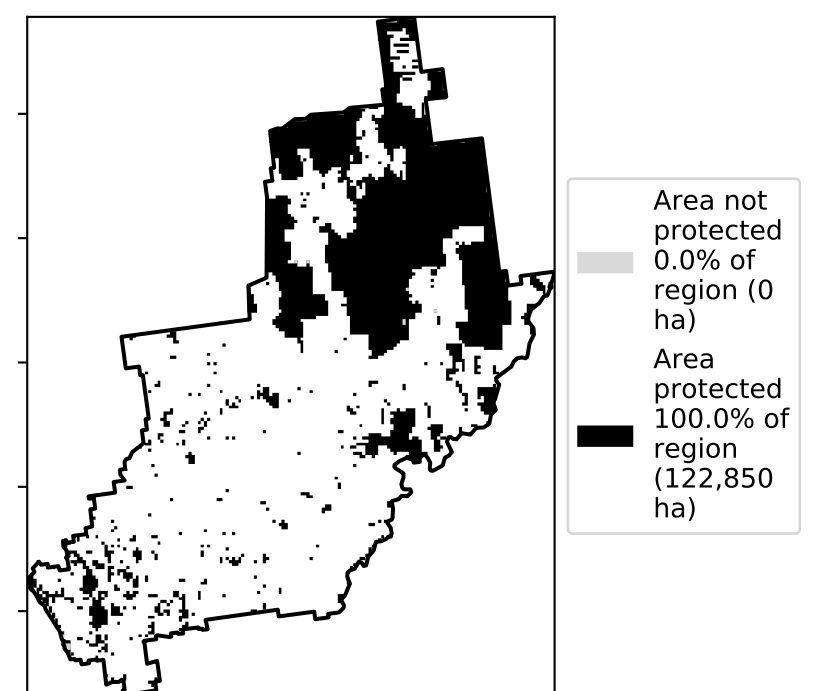 Area not
protected
0.0% of
region (0
ha)
Area
protected
100.0% of
region
(122,850
ha)